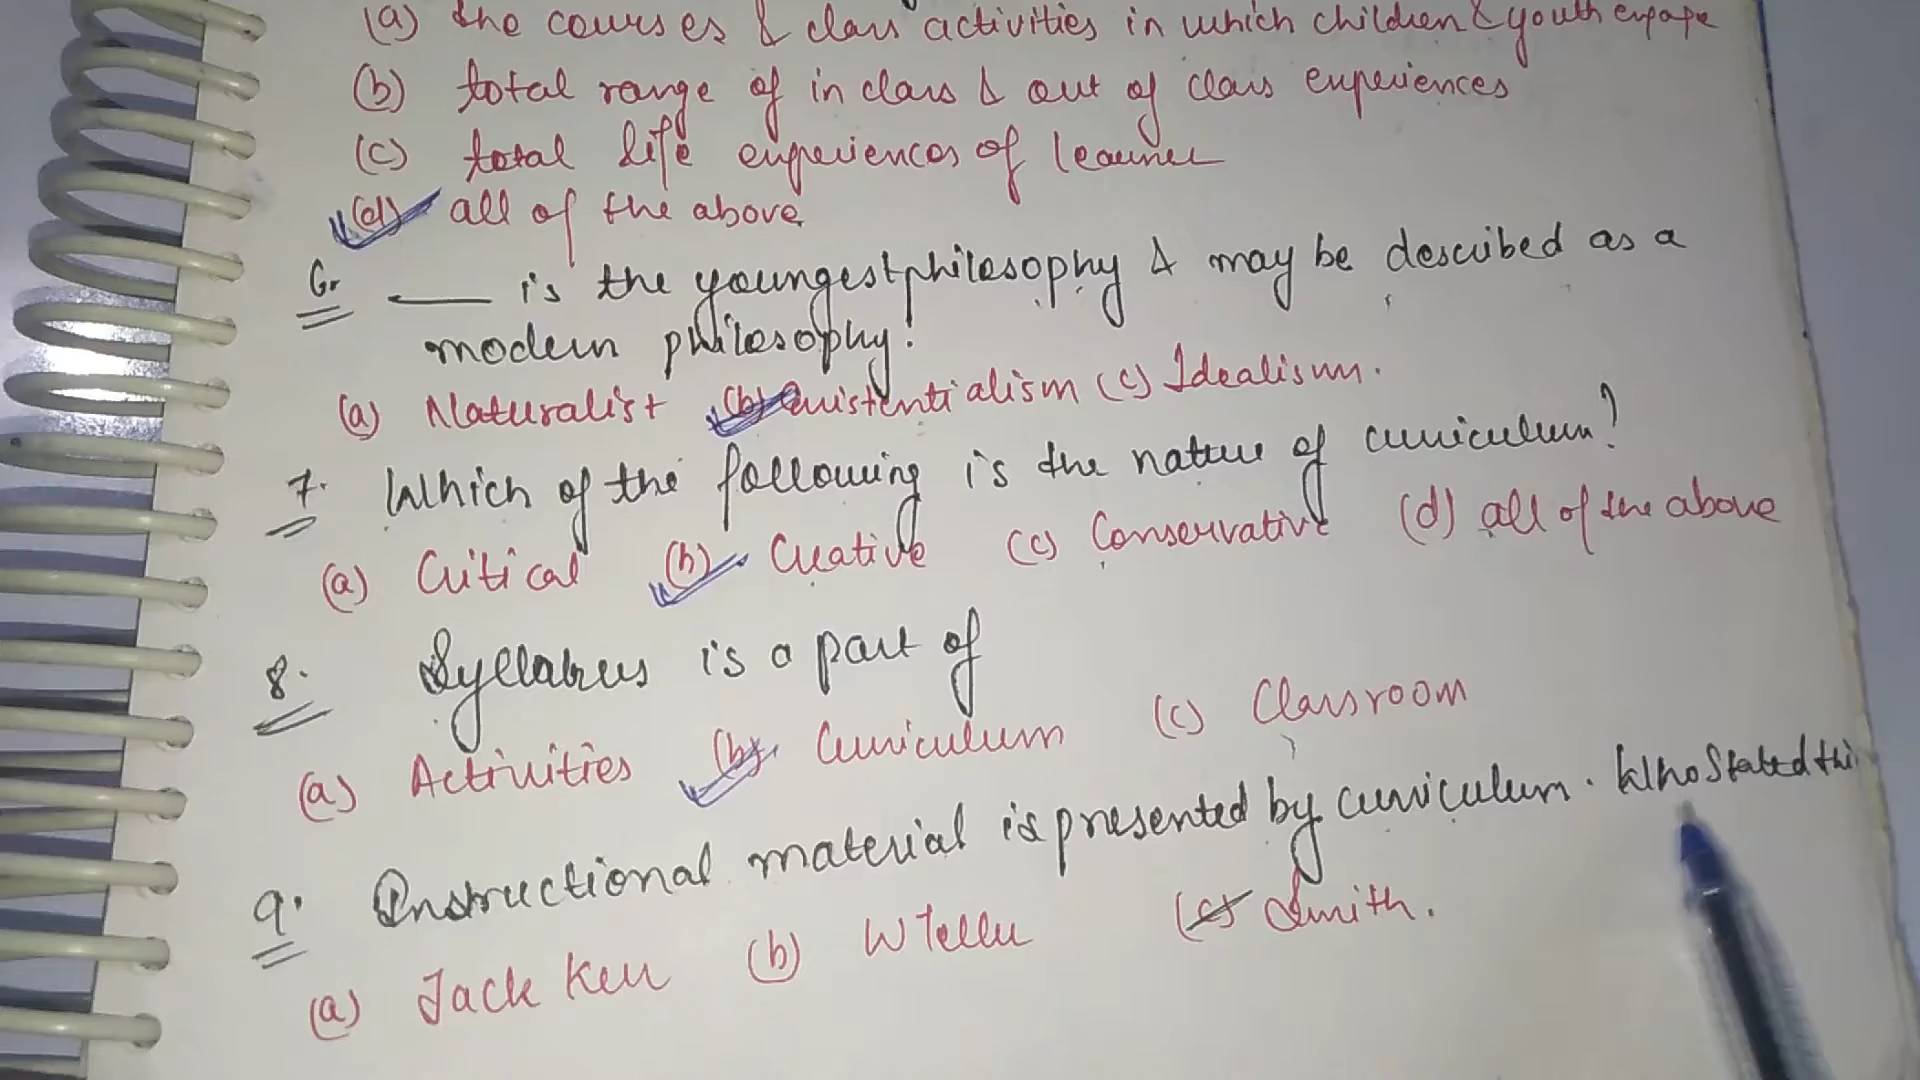 (a) the courses & class activities in which children & youth engage
(b) total range of in class & out of class experiences
(c) total life experiences of learner
(d) all of the above
6. ___ is the youngest philosophy & may be described as a
modern philosophy?
(a) Naturalist (b) Existentialism (c) Idealism.
7. Which of the following is the nature of curriculum?
(a) Critical (b) Creative (c) Conservative (d) all of the above
8. Syllabus is a part of
(a) Activities (b) Curriculum (c) Classroom
9. Instructional material is presented by curriculum. Who stated thi
(a) Jack Kerr (b) W Teller (c) Smith.